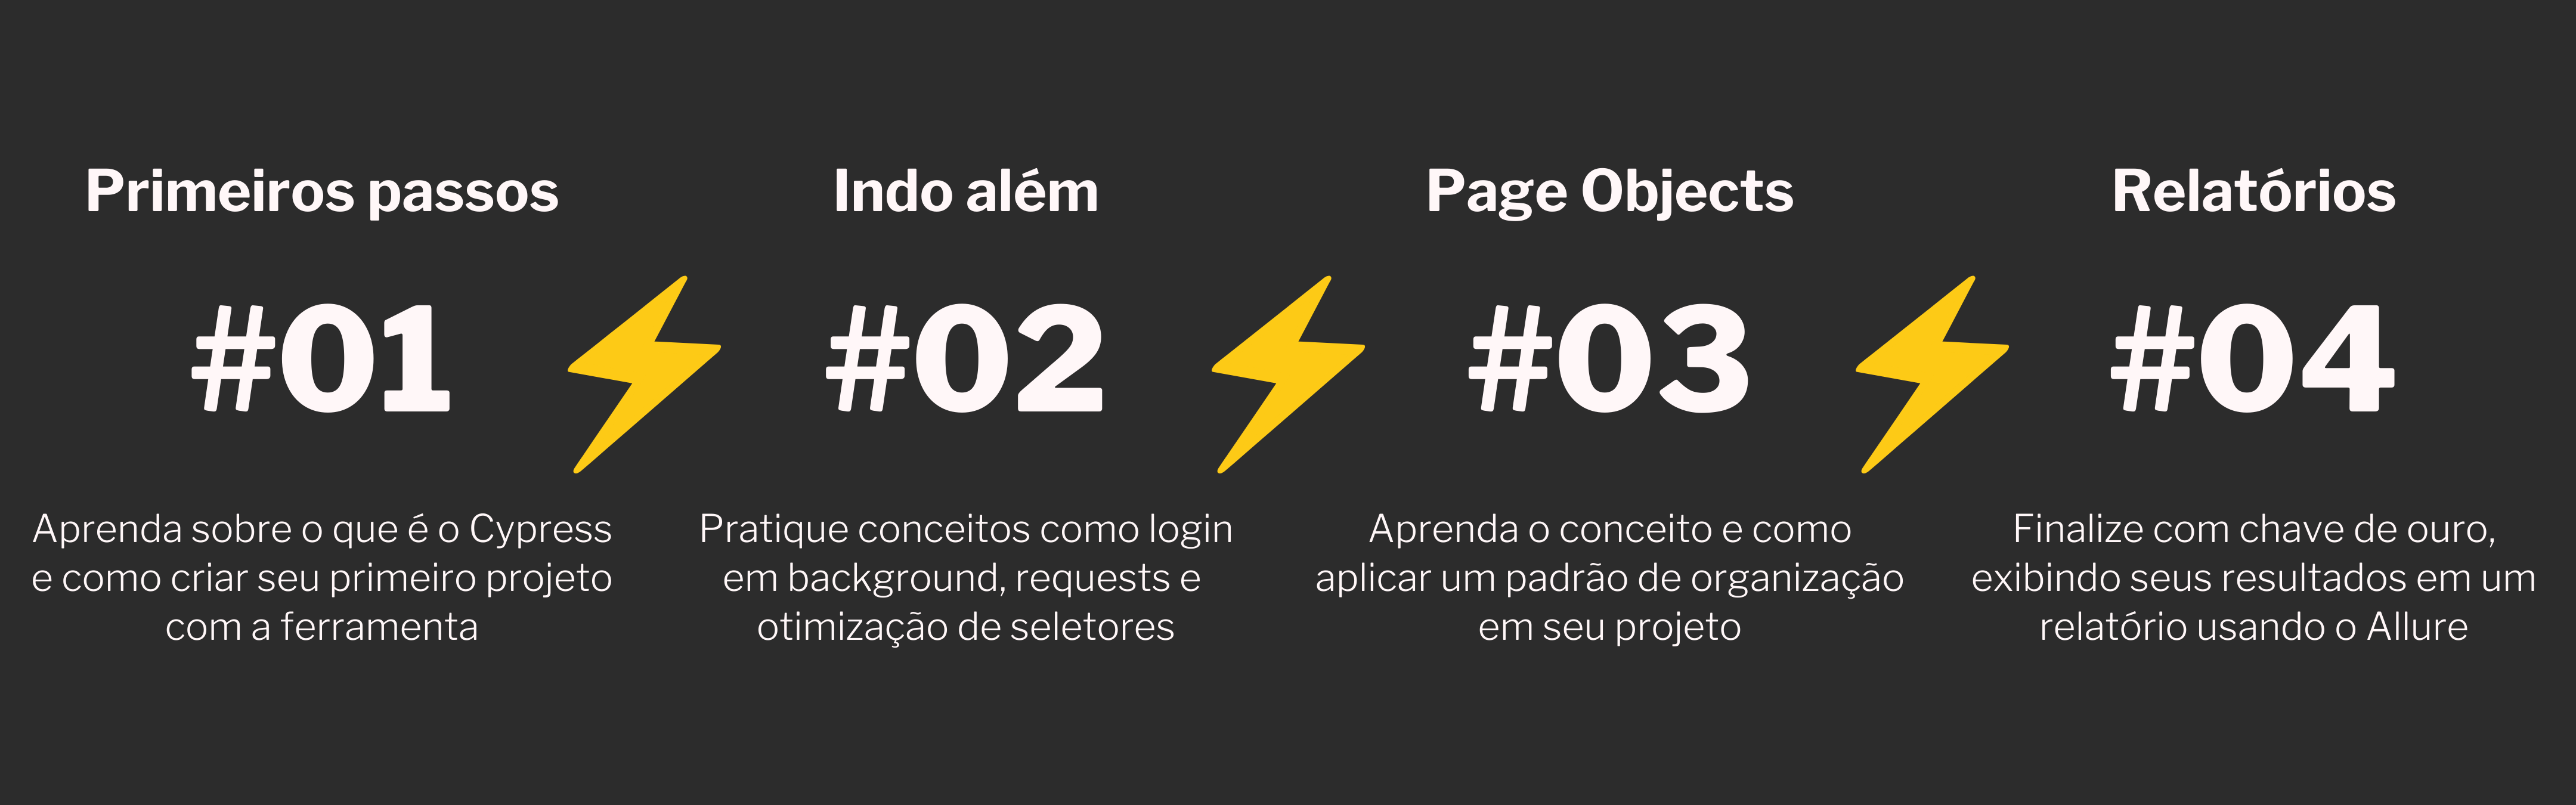 Primeiros passos
#01
Aprenda sobre o que é o Cypress
e como criar seu primeiro projeto
com a ferramenta
Indo além
#02
Pratique conceitos como login
em background, requests e
otimização de seletores
Page Objects
#03
Aprenda o conceito e como
aplicar um padrão de organização
em seu projeto
Relatórios
#04
Finalize com chave de ouro,
exibindo seus resultados em um
relatório usando o Allure